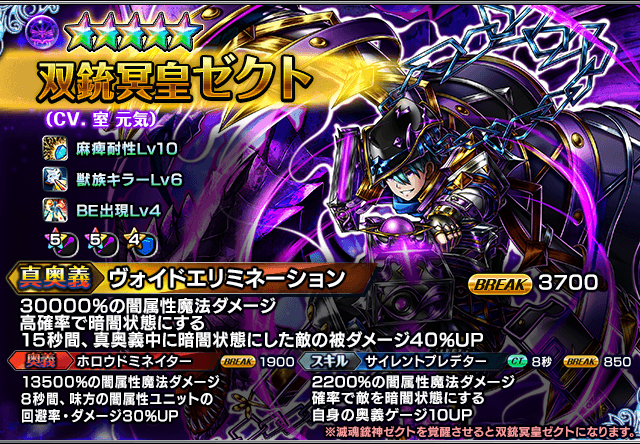 双銃冥皇ゼクト
(CV. 室 元気)
麻痺耐性Lv10
獣族キラーLv6
BE出現Lv4
5 5 4
真奥義 ヴォイドエリミネーション BREAK 3700
30000%の闇属性魔法ダメージ
高確率で暗闇状態にする
15秒間、真奥義中に暗闇状態にした敵の被ダメージ40%UP
奥義 ホロウドミネイター BREAK 1900
13500%の闇属性魔法ダメージ
8秒間、味方の闇属性ユニットの
回避率・ダメージ30%UP
スキル サイレントプレデター CT 8秒 BREAK 850
2200%の闇属性魔法ダメージ
確率で敵を暗闇状態にする
自身の奥義ゲージ10UP
※滅魂銃神ゼクトを覚醒させると双銃冥皇ゼクトになります。